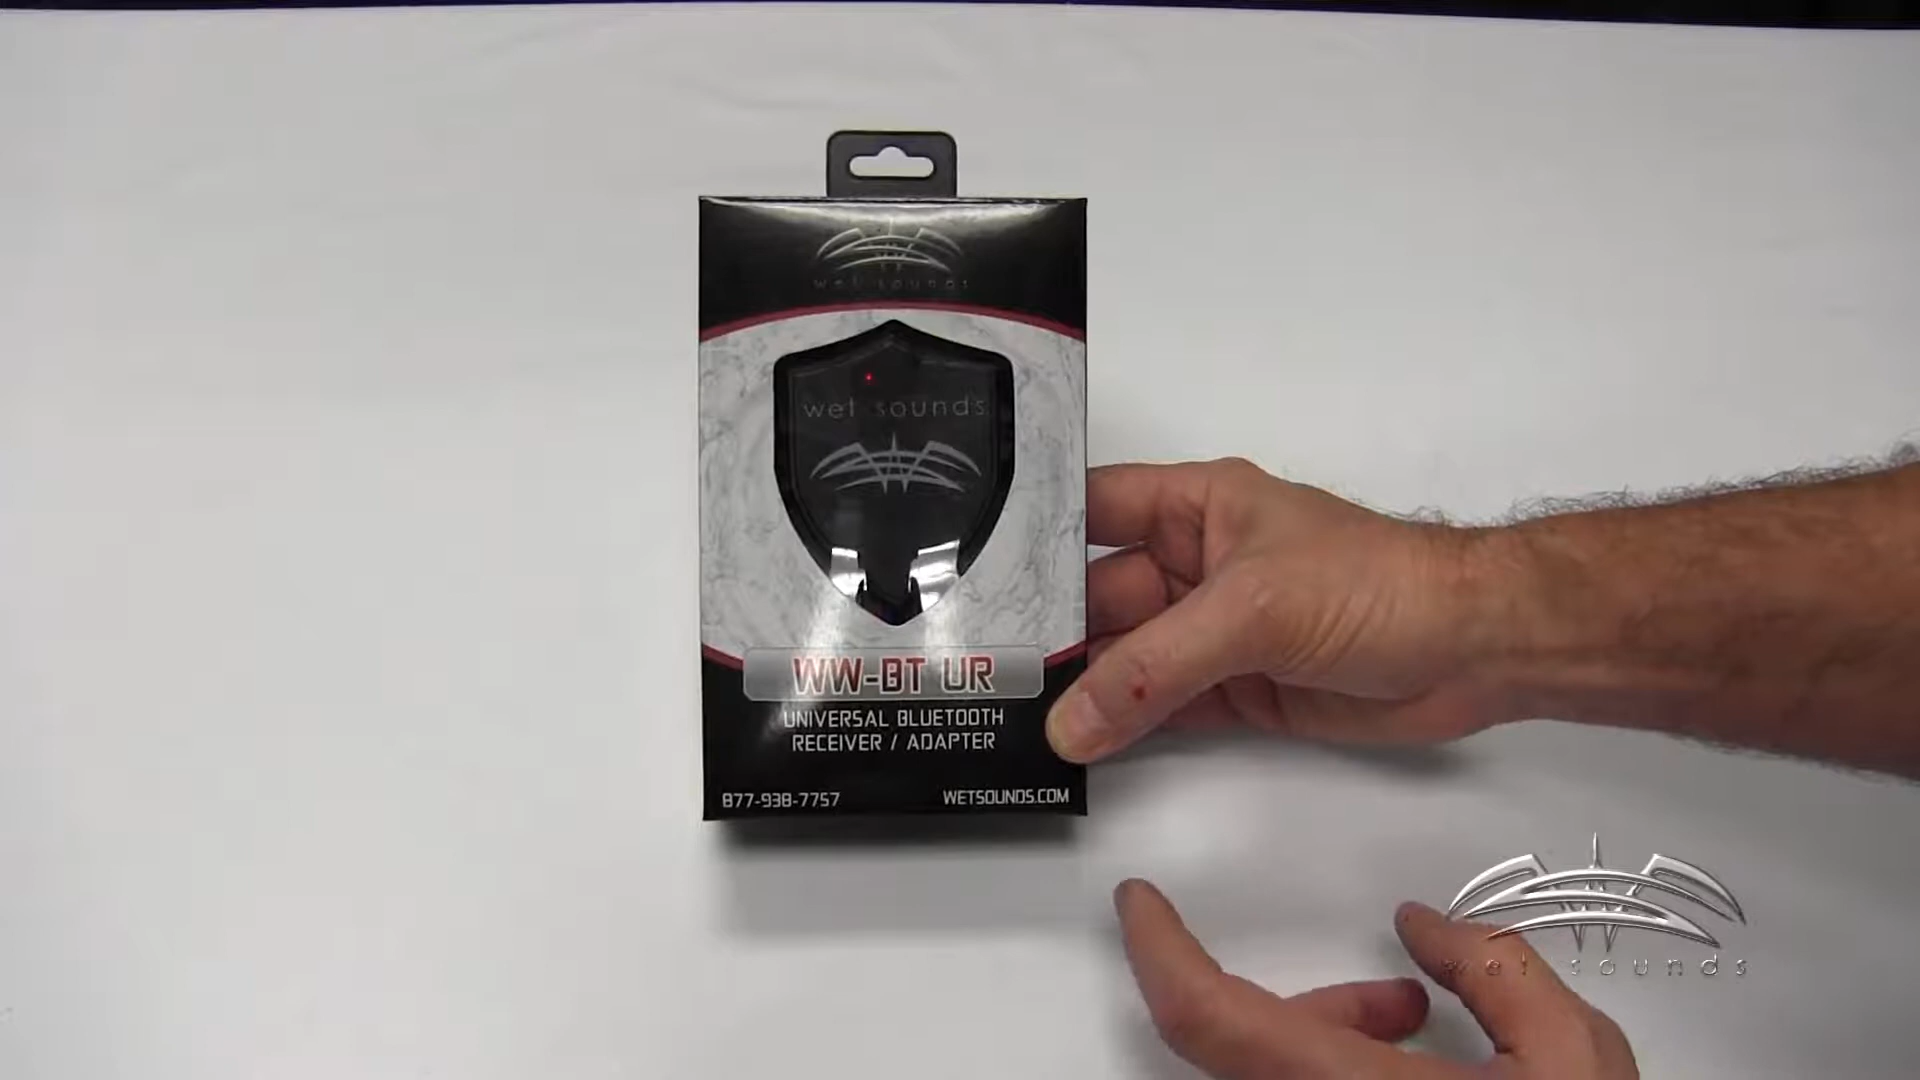 wet sounds
wet sounds
WW-BT UR
UNIVERSAL BLUETOOTH
RECEIVER / ADAPTER
877-938-7757
WETSOUNDS.COM
wet sounds